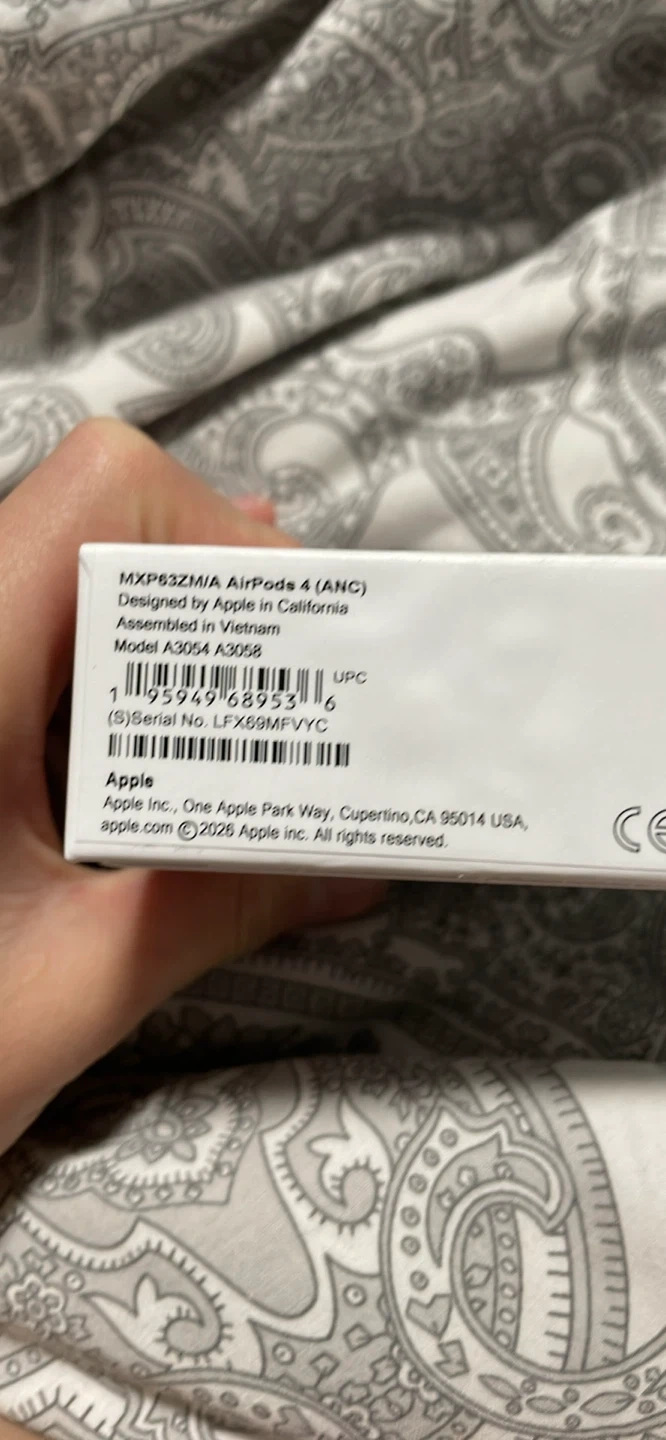 MXP63ZM/A AirPods 4 (ANC)
Designed by Apple in California
Assembled in Vietnam
Model A3054 A3058
UPC
1 95949 68953 6
(S)Serial No. LFX69MFVYC
Apple
Apple Inc., One Apple Park Way, Cupertino,CA 95014 USA,
apple.com ©2026 Apple inc. All rights reserved.
CE